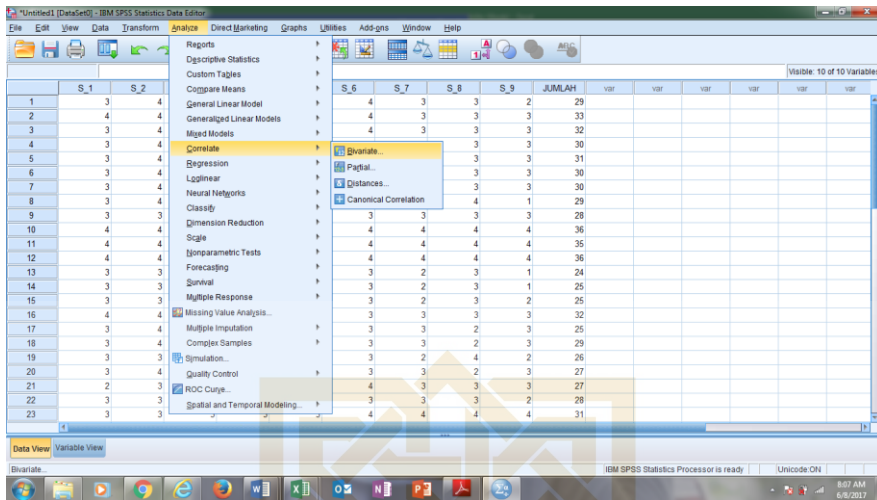 *Untitled1 [DataSet0] - IBM SPSS Statistics Data Editor
File Edit View Data Transform Analyze Direct Marketing Graphs Utilities Add-ons Window Help
Visible: 10 of 10 Variables
Reports
Descriptive Statistics
Custom Tables
Compare Means
General Linear Model
Generalized Linear Models
Mixed Models
Correlate
Regression
Loglinear
Neural Networks
Classify
Dimension Reduction
Scale
Nonparametric Tests
Forecasting
Survival
Multiple Response
Missing Value Analysis...
Multiple Imputation
Complex Samples
Simulation...
Quality Control
ROC Curve...
Spatial and Temporal Modeling...
Bivariate...
Partial...
Distances...
Canonical Correlation
S_1 S_2 S_6 S_7 S_8 S_9 JUMLAH var var var var var
1 3 4 4 3 3 2 29
2 4 4 4 3 3 3 33
3 3 4 4 3 3 3 32
4 3 4 3 3 30
5 3 4 3 3 31
6 3 4 3 3 30
7 3 4 3 3 30
8 3 4 4 1 29
9 3 3 3 3 3 3 28
10 4 4 4 4 4 4 36
11 4 4 4 4 4 4 35
12 4 4 4 4 4 4 36
13 3 3 3 2 3 1 24
14 3 3 3 2 3 1 25
15 3 3 3 2 3 2 25
16 4 4 3 3 3 3 32
17 3 4 3 3 2 3 25
18 3 4 3 3 2 3 29
19 3 3 3 2 4 2 26
20 3 4 3 3 2 3 27
21 2 3 4 3 3 3 27
22 3 3 3 3 3 2 28
23 3 3 4 4 4 4 31
Data View Variable View
Bivariate...
IBM SPSS Statistics Processor is ready
Unicode:ON
8:07 AM
6/8/2017